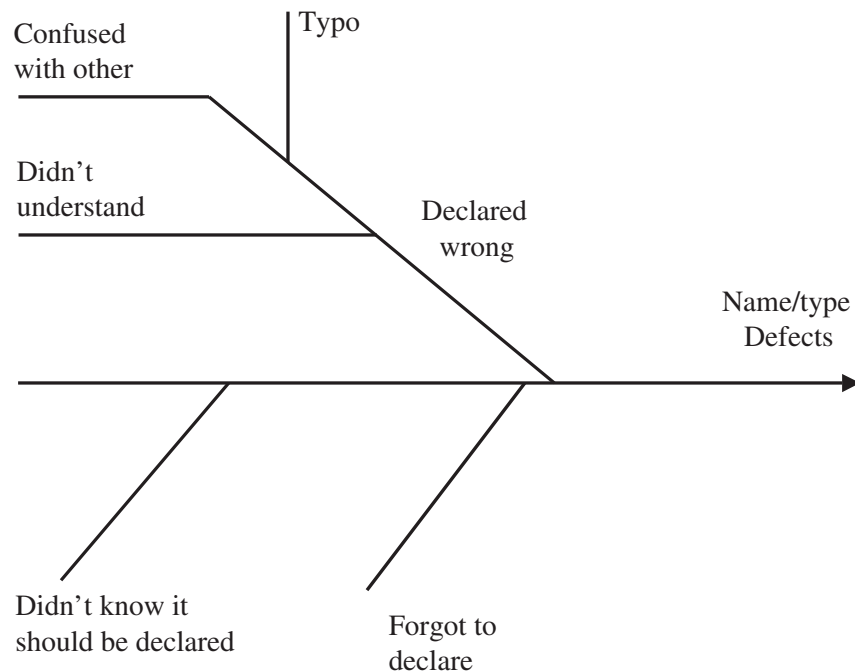 Confused
with other
Typo
Didn’t
understand
Declared
wrong
Name/type
Defects
Didn’t know it
should be declared
Forgot to
declare